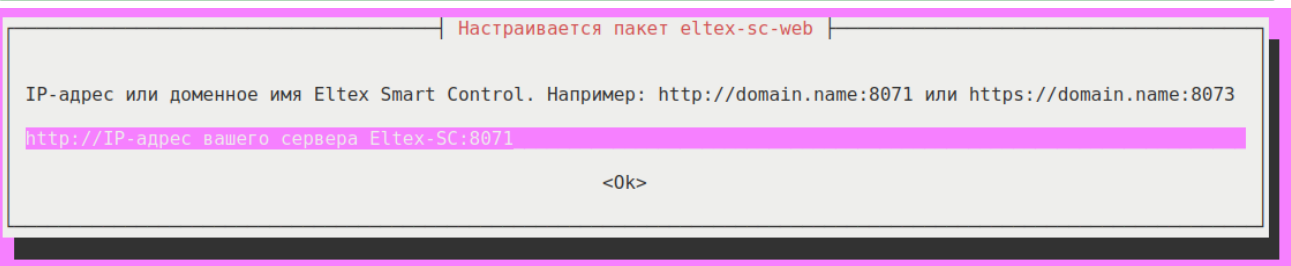 Настраивается пакет eltex-sc-web
IP-адрес или доменное имя Eltex Smart Control. Например: http://domain.name:8071 или https://domain.name:8073
http://IP-адрес вашего сервера Eltex-SC:8071
<Ok>